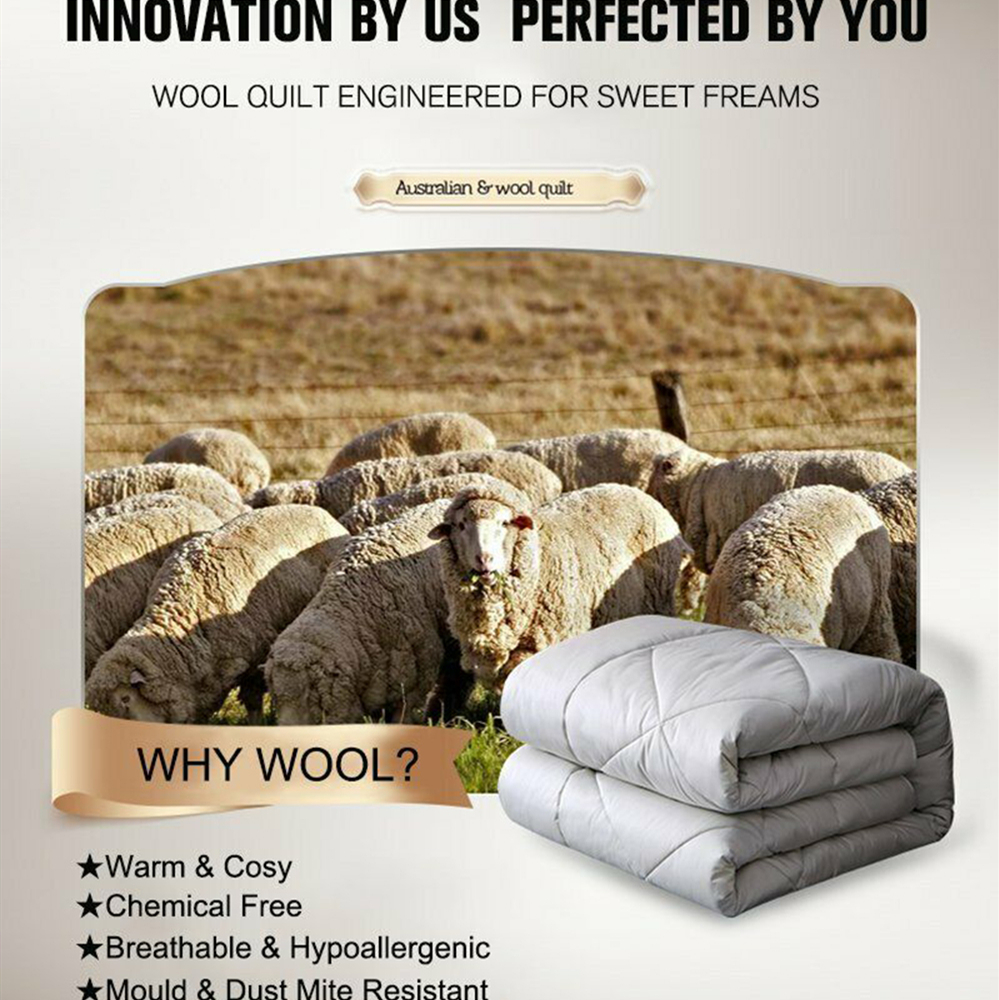 INNOVATION BY US PERFECTED BY YOU
WOOL QUILT ENGINEERED FOR SWEET FREAMS
Australian & wool quilt
WHY WOOL?
★Warm & Cosy
★Chemical Free
★Breathable & Hypoallergenic
★Mould & Dust Mite Resistant